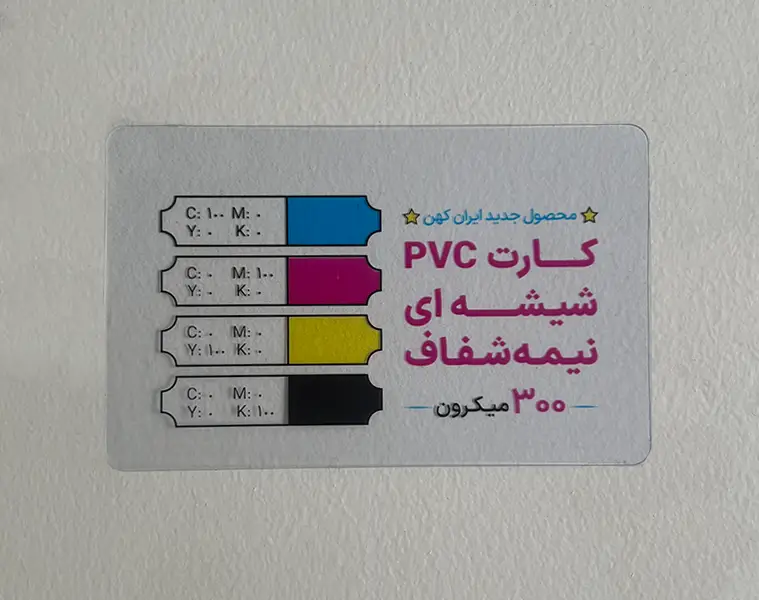 محصول جدید ایران کهن
کارت PVC
شیشه ای
نیمه‌شفاف
۳۰۰ میکرون
C: ۱۰۰ M: ۰
Y: ۰ K: ۰
C: ۰ M: ۱۰۰
Y: ۰ K: ۰
C: ۰ M: ۰
Y: ۱۰۰ K: ۰
C: ۰ M: ۰
Y: ۰ K: ۱۰۰